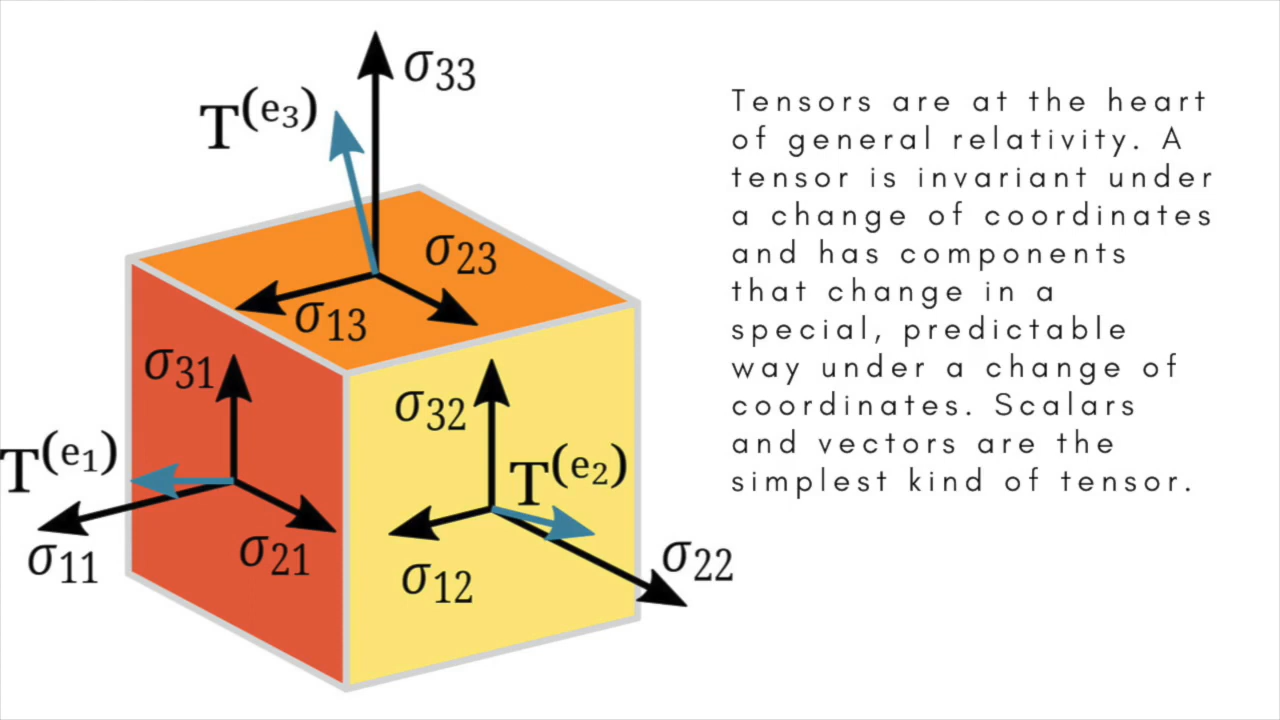 σ33
T(e3)
σ23
σ13
σ31
σ32
T(e1)
T(e2)
σ11
σ21
σ12
σ22
Tensors are at the heart
of general relativity. A
tensor is invariant under
a change of coordinates
and has components
that change in a
special, predictable
way under a change of
coordinates. Scalars
and vectors are the
simplest kind of tensor.